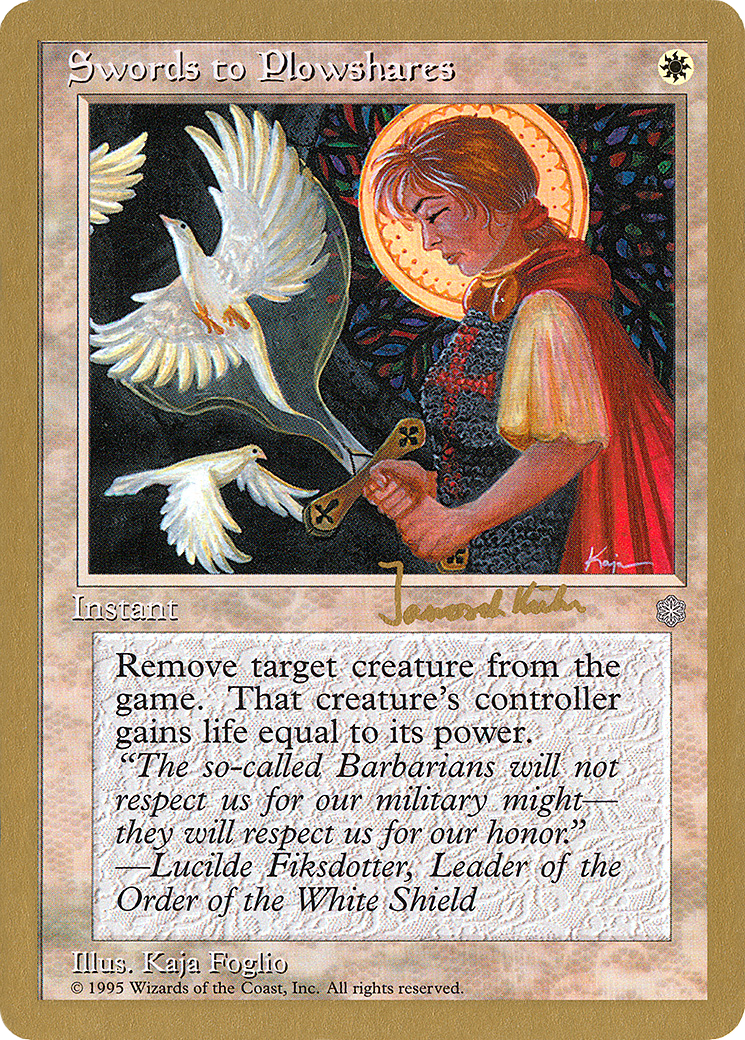 Swords to Plowshares
Kaja
Instant
Janosch Kühn
Remove target creature from the
game. That creature's controller
gains life equal to its power.
“The so-called Barbarians will not
respect us for our military might—
they will respect us for our honor.”
—Lucilde Fiksdotter, Leader of the
Order of the White Shield
Illus. Kaja Foglio
© 1995 Wizards of the Coast, Inc. All rights reserved.